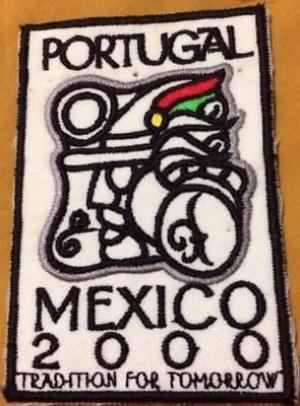 PORTUGAL
MEXICO
2000
TRADITION FOR TOMORROW